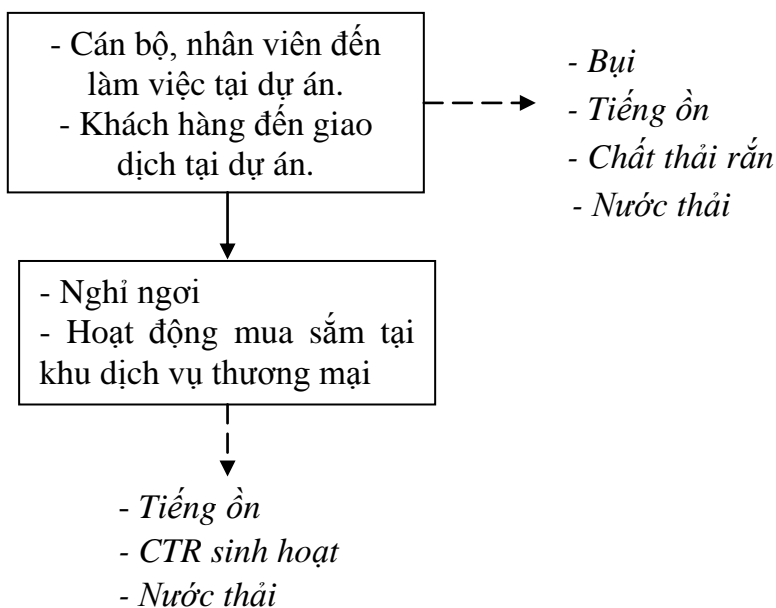 - Cán bộ, nhân viên đến
làm việc tại dự án.
- Khách hàng đến giao
dịch tại dự án.
- Bụi
- Tiếng ồn
- Chất thải rắn
- Nước thải
- Nghỉ ngơi
- Hoạt động mua sắm tại
khu dịch vụ thương mại
- Tiếng ồn
- CTR sinh hoạt
- Nước thải